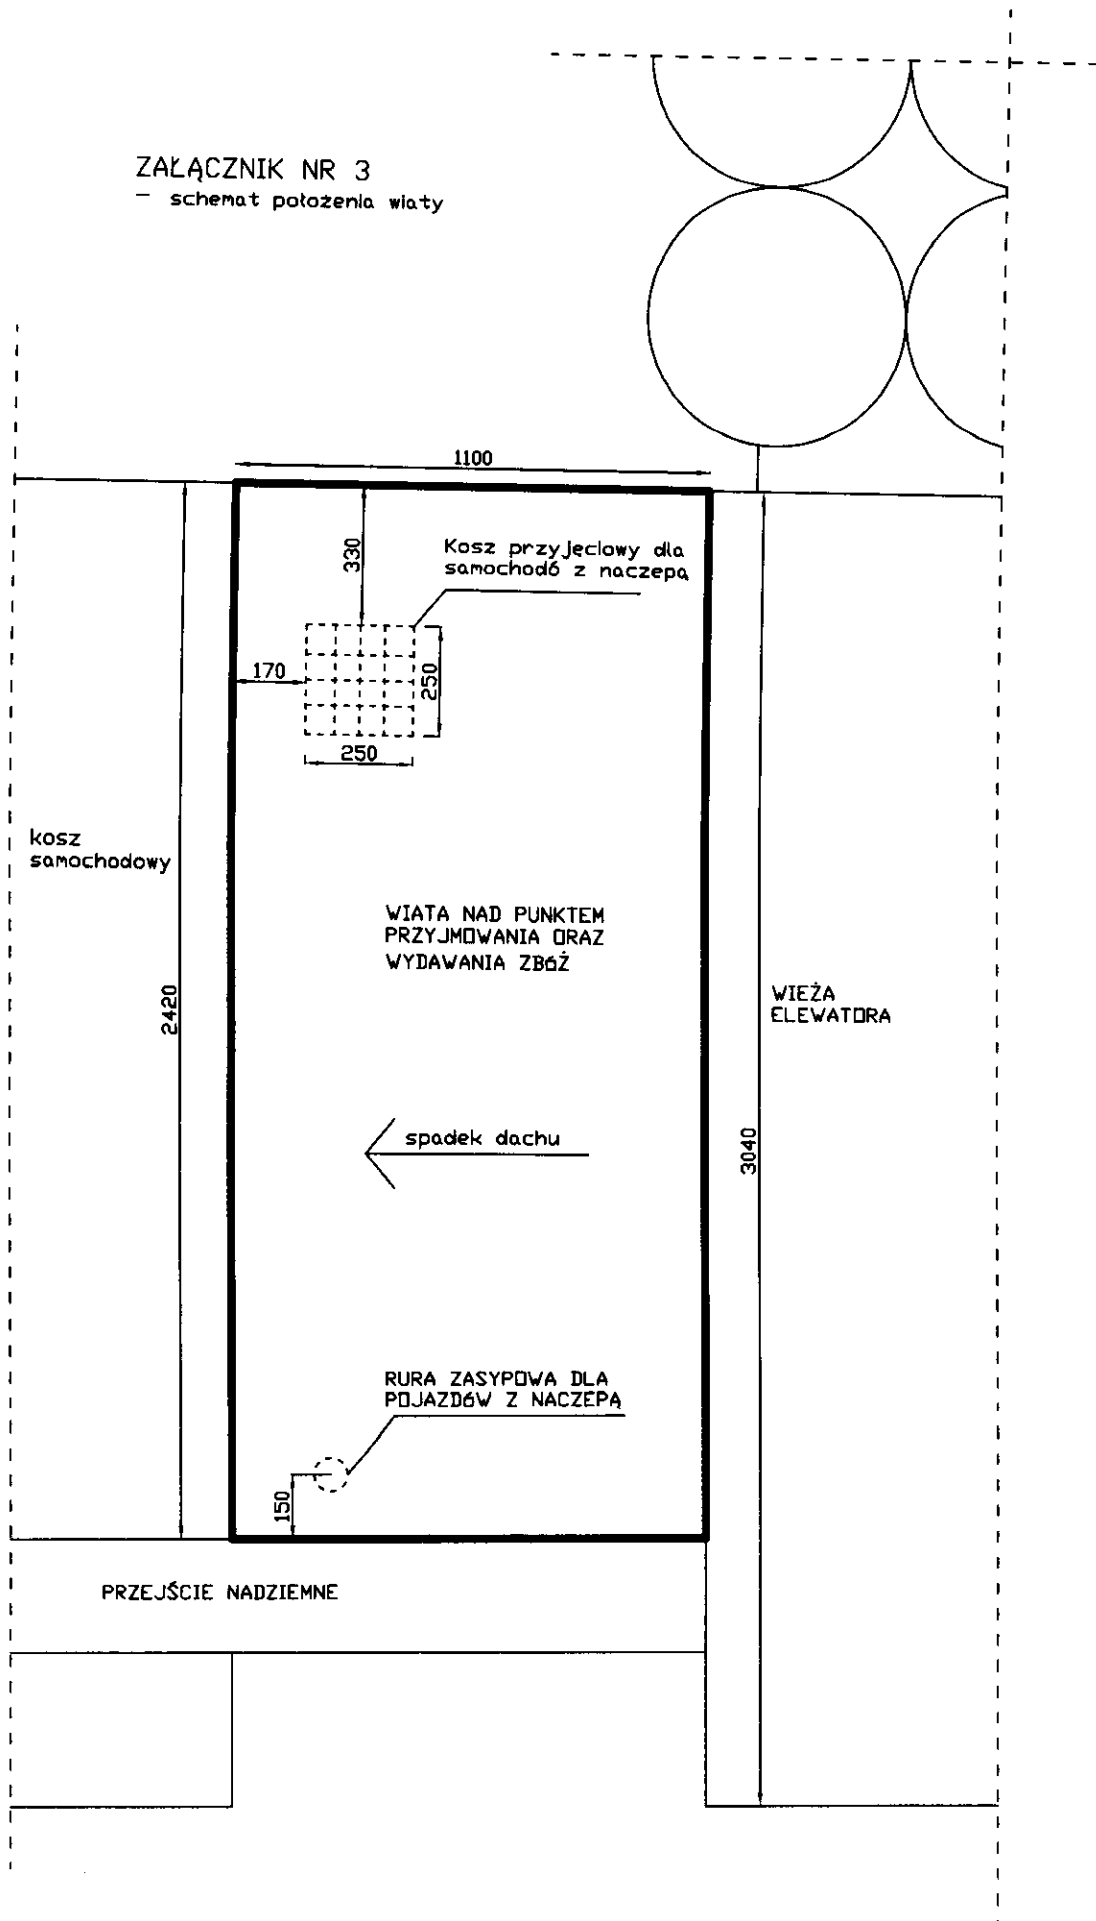 ZAŁĄCZNIK NR 3
- schemat położenia wiaty
1100
330
Kosz przyjęciowy dla
samochodó z naczepą
170
250
250
kosz
samochodowy
WIATA NAD PUNKTEM
PRZYJMOWANIA ORAZ
WYDAWANIA ZBÓŻ
2420
WIEŻA
ELEWATORA
spadek dachu
3040
RURA ZASYPOWA DLA
POJAZDÓW Z NACZEPĄ
150
PRZEJŚCIE NADZIEMNE